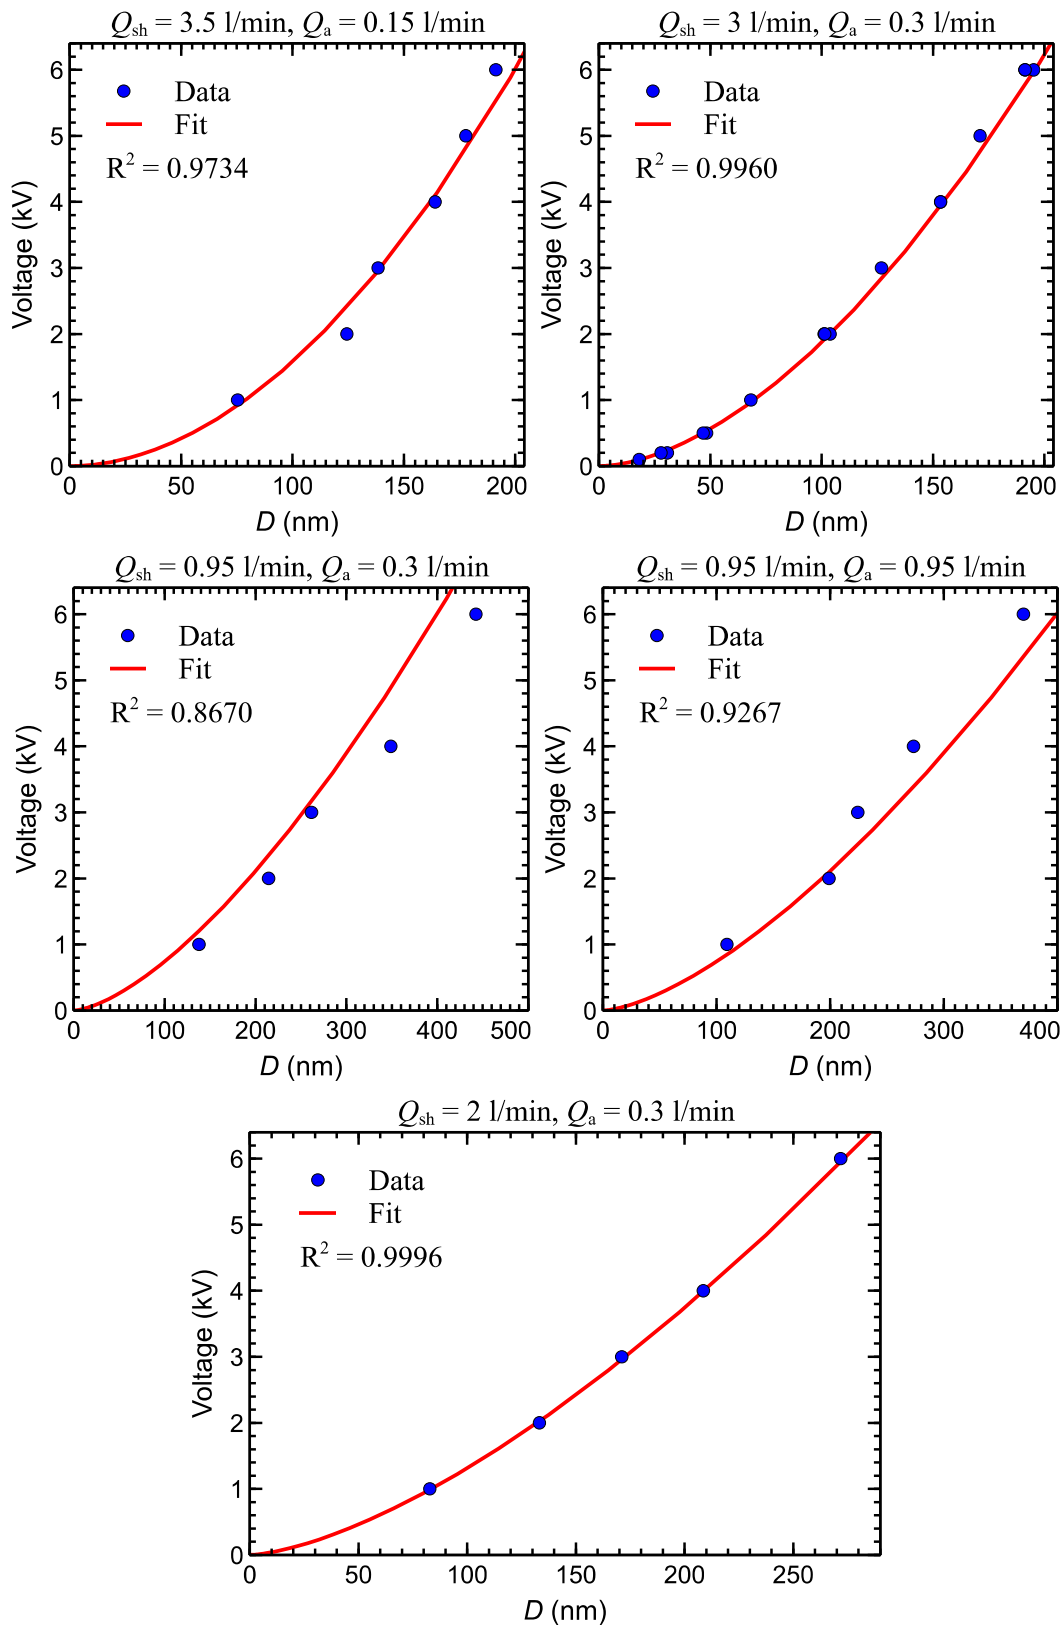 Qsh = 3.5 l/min, Qa = 0.15 l/min
6
5
4
3
2
1
0
Voltage (kV)
Data
Fit
R² = 0.9734
0 50 100 150 200
D (nm)
Qsh = 3 l/min, Qa = 0.3 l/min
6
5
4
3
2
1
0
Voltage (kV)
Data
Fit
R² = 0.9960
0 50 100 150 200
D (nm)
Qsh = 0.95 l/min, Qa = 0.3 l/min
6
5
4
3
2
1
0
Voltage (kV)
Data
Fit
R² = 0.8670
0 100 200 300 400 500
D (nm)
Qsh = 0.95 l/min, Qa = 0.95 l/min
6
5
4
3
2
1
0
Voltage (kV)
Data
Fit
R² = 0.9267
0 100 200 300 400
D (nm)
Qsh = 2 l/min, Qa = 0.3 l/min
6
5
4
3
2
1
0
Voltage (kV)
Data
Fit
R² = 0.9996
0 50 100 150 200 250
D (nm)